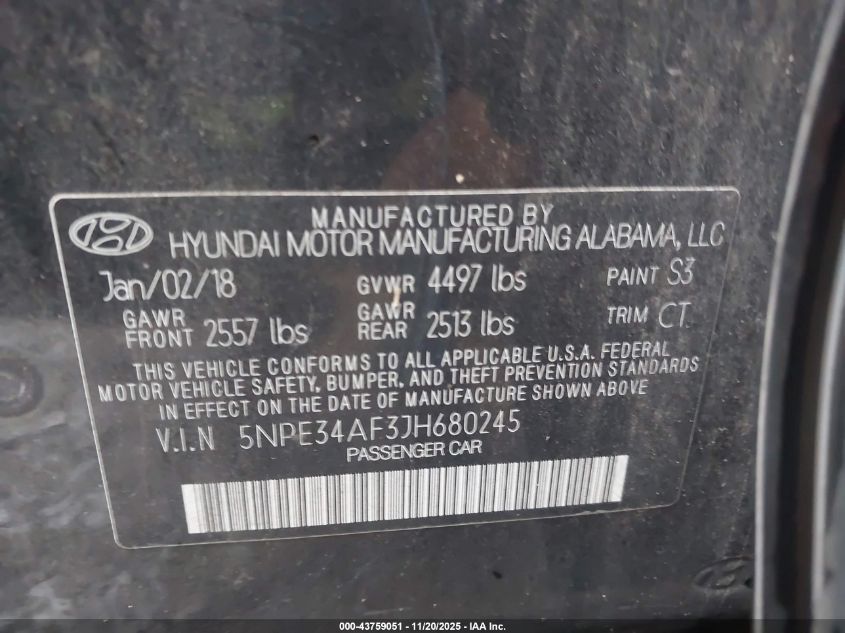 MANUFACTURED BY
HYUNDAI MOTOR MANUFACTURING ALABAMA, LLC
Jan/02/18 GVWR 4497 lbs PAINT S3
GAWR FRONT 2557 lbs GAWR REAR 2513 lbs TRIM CT
THIS VEHICLE CONFORMS TO ALL APPLICABLE U.S.A. FEDERAL
MOTOR VEHICLE SAFETY, BUMPER, AND THEFT PREVENTION STANDARDS
IN EFFECT ON THE DATE OF MANUFACTURE SHOWN ABOVE
V.I.N 5NPE34AF3JH680245
PASSENGER CAR
000-43759051 - 11/20/2025 - IAA Inc.